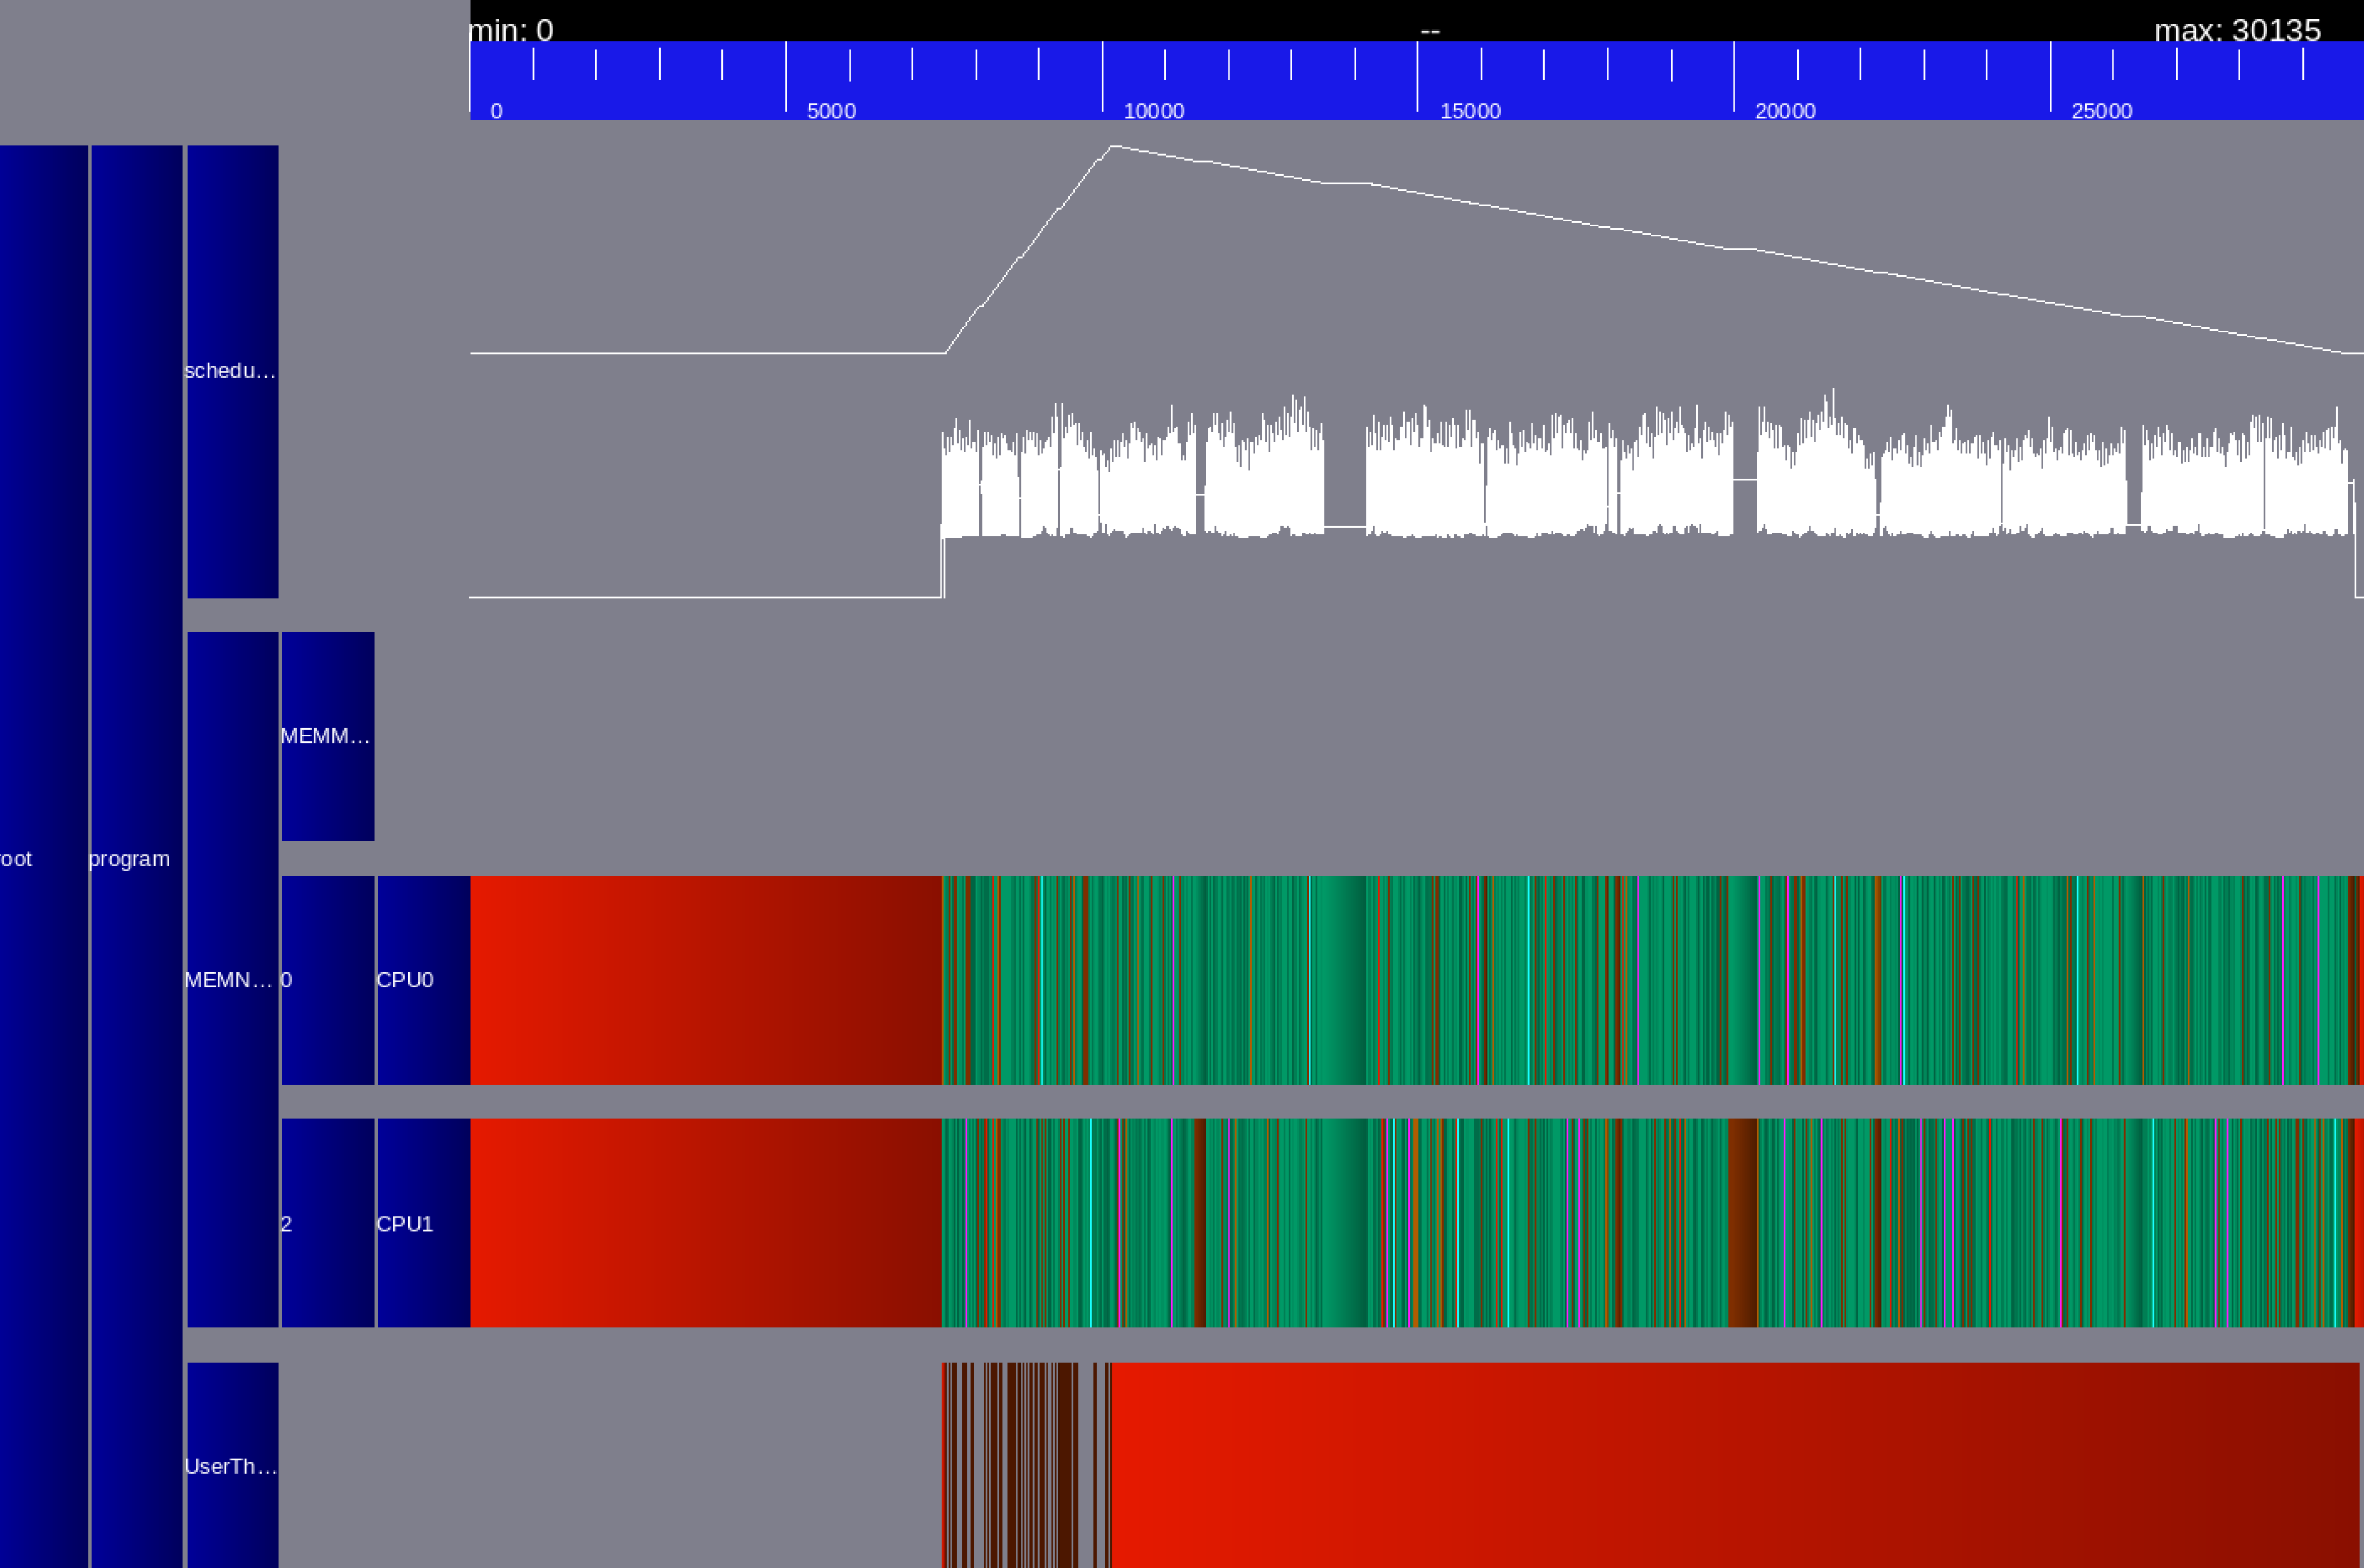 min: 0 -- max: 30135
0 5000 10000 15000 20000 25000
schedu...
MEMM...
root program
MEMN... 0 CPU0
2 CPU1
UserTh...